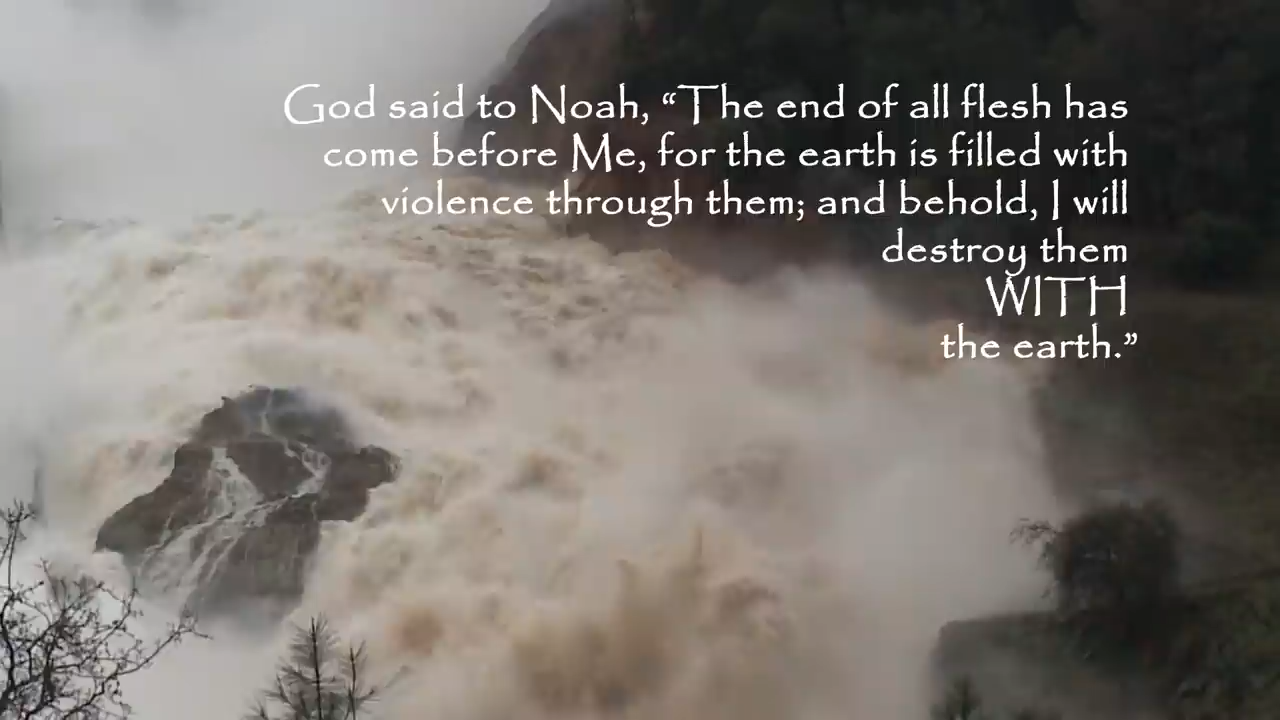 God said to Noah, “The end of all flesh has
come before Me, for the earth is filled with
violence through them; and behold, I will
destroy them
WITH
the earth.”